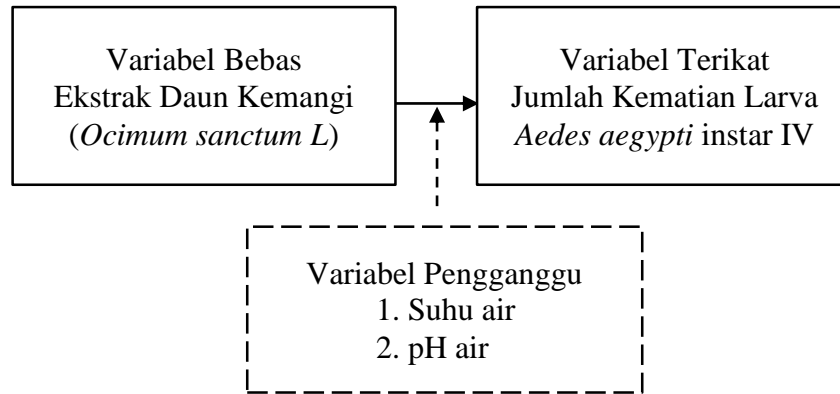 Variabel Bebas
Ekstrak Daun Kemangi
(Ocimum sanctum L)
Variabel Terikat
Jumlah Kematian Larva
Aedes aegypti instar IV
Variabel Pengganggu
1. Suhu air
2. pH air